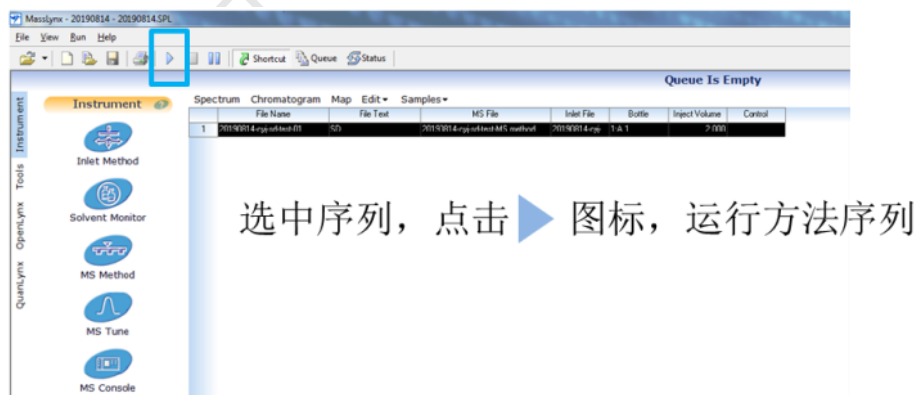 MassLynx - 20190814 - 20190814.SPL
File View Run Help
Shortcut Queue Status
Queue Is Empty
Instrument
Tools
OpenLynx
QuanLynx
Instrument
Inlet Method
Solvent Monitor
MS Method
MS Tune
MS Console
Spectrum Chromatogram Map Edit Samples
File Name File Text MS File Inlet File Bottle Inject Volume Control
1 SD 1:A,1 2.000
选中序列，点击 图标，运行方法序列